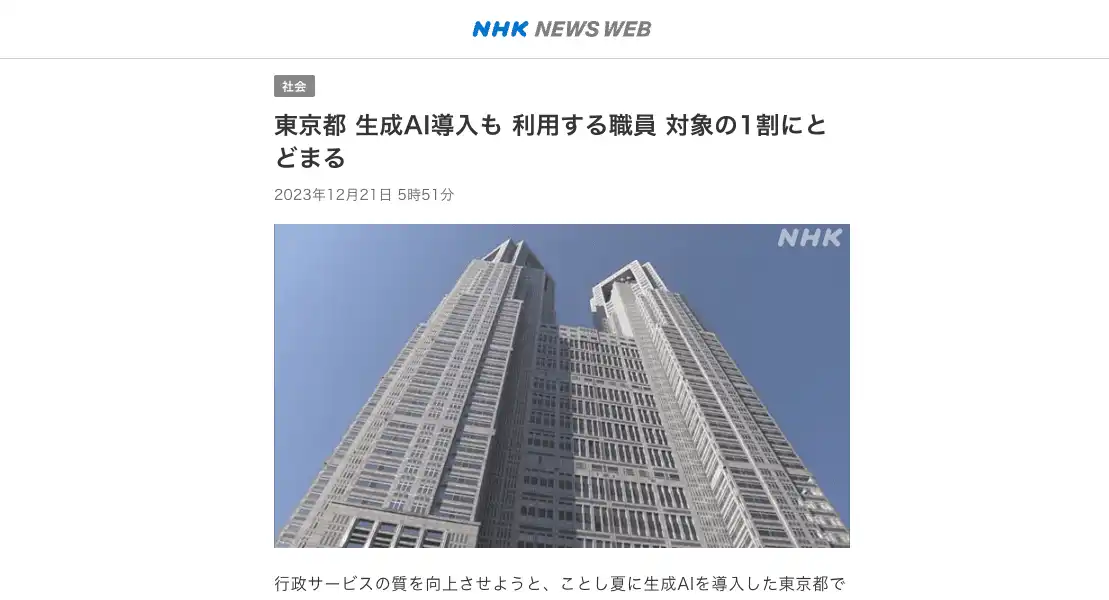 NHK NEWS WEB
社会
東京都 生成AI導入も 利用する職員 対象の1割にと
どまる
2023年12月21日 5時51分
NHK
行政サービスの質を向上させようと、ことし夏に生成AIを導入した東京都で